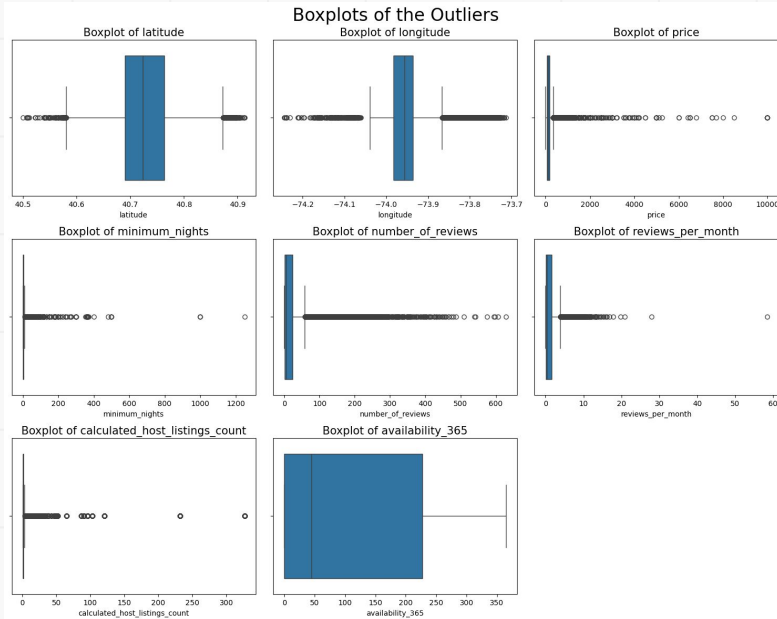 Boxplots of the Outliers
Boxplot of latitude
Boxplot of longitude
Boxplot of price
40.5 40.6 40.7 40.8 40.9
−74.2 −74.1 −74.0 −73.9 −73.8 −73.7
0 2000 4000 6000 8000 10000
latitude
longitude
price
Boxplot of minimum_nights
Boxplot of number_of_reviews
Boxplot of reviews_per_month
0 200 400 600 800 1000 1200
0 100 200 300 400 500 600
0 10 20 30 40 50 60
minimum_nights
number_of_reviews
reviews_per_month
Boxplot of calculated_host_listings_count
Boxplot of availability_365
0 50 100 150 200 250 300
0 50 100 150 200 250 300 350
calculated_host_listings_count
availability_365